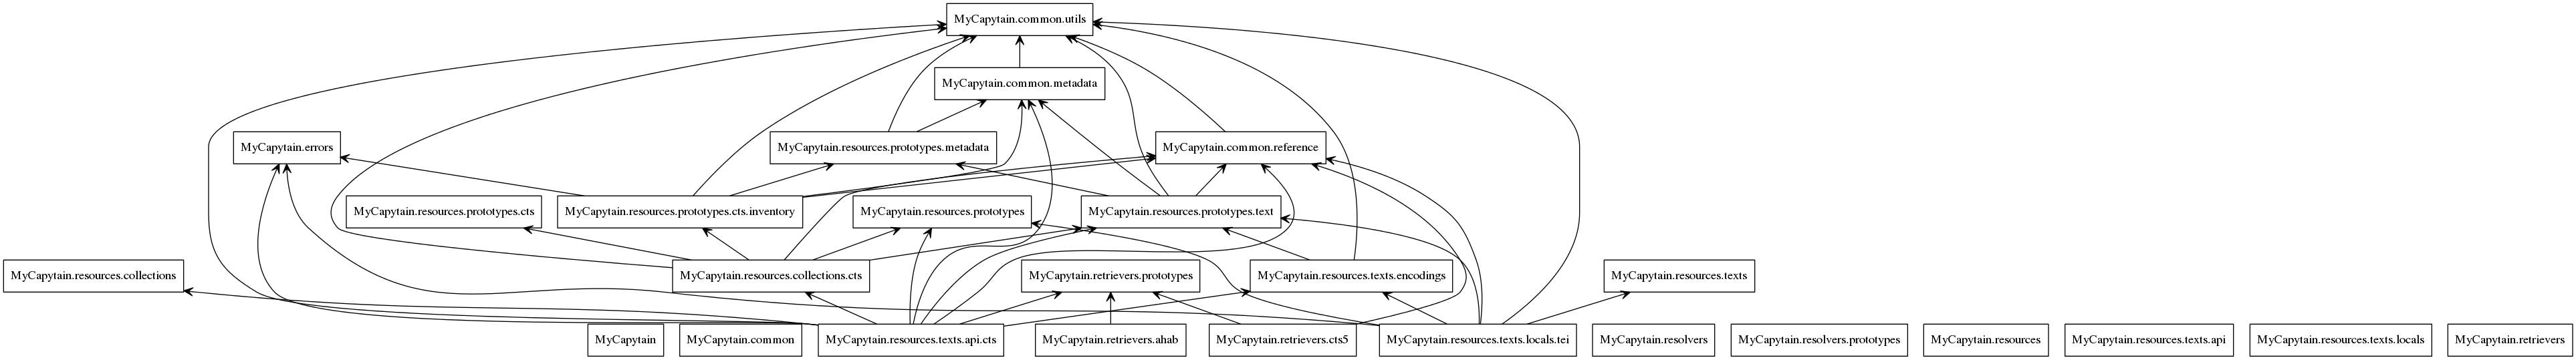 MyCapytain.common.utils
MyCapytain.common.metadata
MyCapytain.errors
MyCapytain.resources.prototypes.metadata
MyCapytain.common.reference
MyCapytain.resources.prototypes.cts
MyCapytain.resources.prototypes.cts.inventory
MyCapytain.resources.prototypes
MyCapytain.resources.prototypes.text
MyCapytain.resources.collections
MyCapytain.resources.collections.cts
MyCapytain.retrievers.prototypes
MyCapytain.resources.texts.encodings
MyCapytain.resources.texts
MyCapytain
MyCapytain.common
MyCapytain.resources.texts.api.cts
MyCapytain.retrievers.ahab
MyCapytain.retrievers.cts5
MyCapytain.resources.texts.locals.tei
MyCapytain.resolvers
MyCapytain.resolvers.prototypes
MyCapytain.resources
MyCapytain.resources.texts.api
MyCapytain.resources.texts.locals
MyCapytain.retrievers